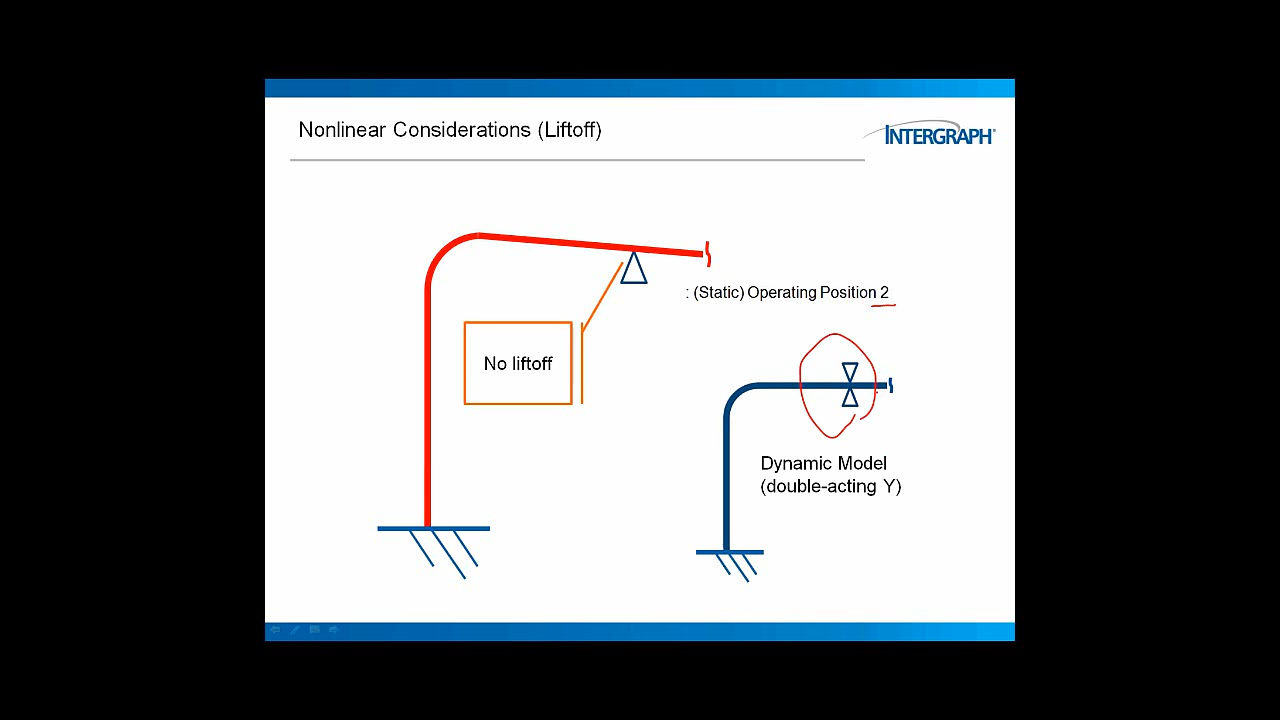 Nonlinear Considerations (Liftoff)
INTERGRAPH
: (Static) Operating Position 2
No liftoff
Dynamic Model
(double-acting Y)